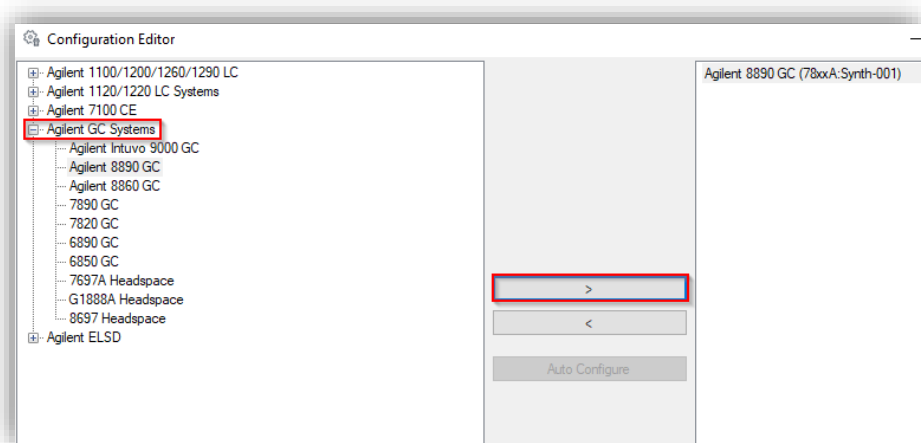 Configuration Editor
Agilent 1100/1200/1260/1290 LC
Agilent 1120/1220 LC Systems
Agilent 7100 CE
Agilent GC Systems
Agilent Intuvo 9000 GC
Agilent 8890 GC
Agilent 8860 GC
7890 GC
7820 GC
6890 GC
6850 GC
7697A Headspace
G1888A Headspace
8697 Headspace
Agilent ELSD
>
<
Auto Configure
Agilent 8890 GC (78xxA:Synth-001)